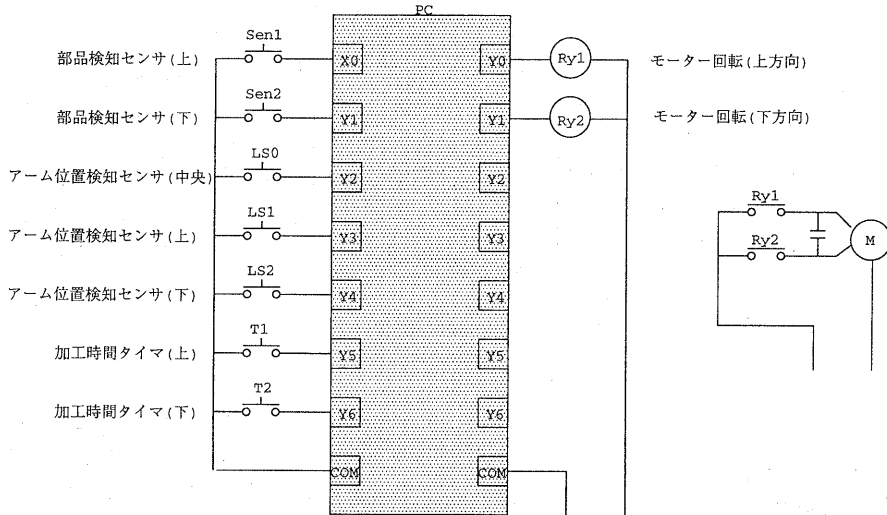 PC
Sen1
部品検知センサ(上)
X0
Y0
Ry1
モーター回転(上方向)
Sen2
部品検知センサ(下)
Y1
Y1
Ry2
モーター回転(下方向)
LS0
アーム位置検知センサ(中央)
Y2
Y2
LS1
アーム位置検知センサ(上)
Y3
Y3
LS2
アーム位置検知センサ(下)
Y4
Y4
T1
加工時間タイマ(上)
Y5
Y5
T2
加工時間タイマ(下)
Y6
Y6
COM
COM
Ry1
Ry2
M